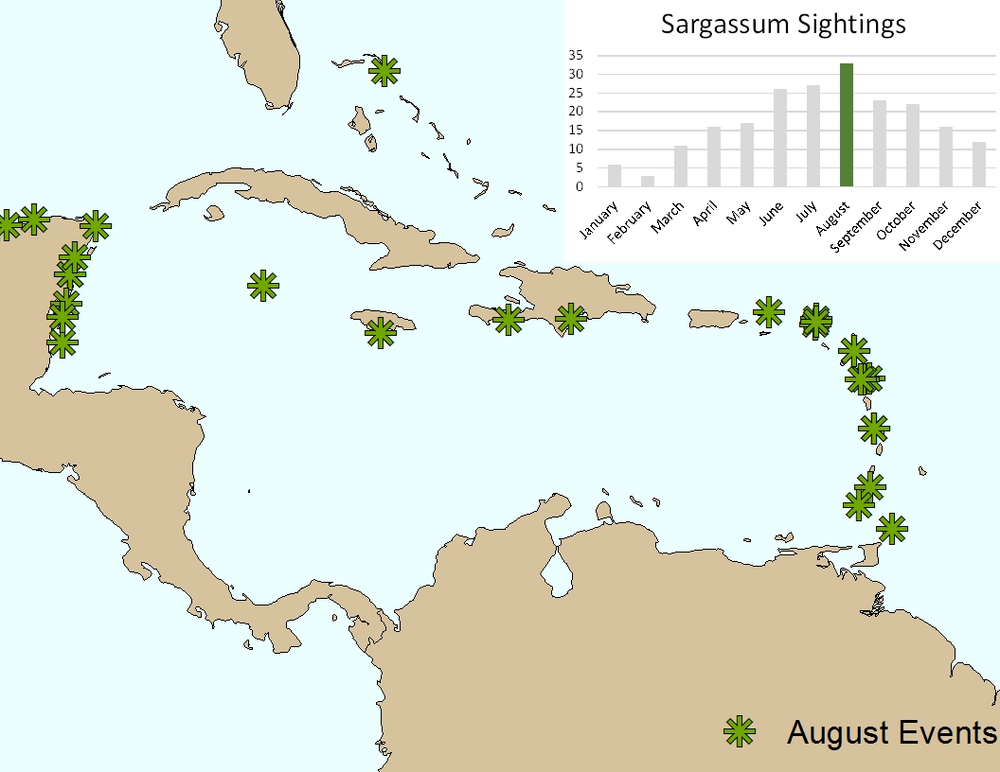 Sargassum Sightings
35
30
25
20
15
10
5
0
January
February
March
April
May
June
July
August
September
October
November
December
August Events